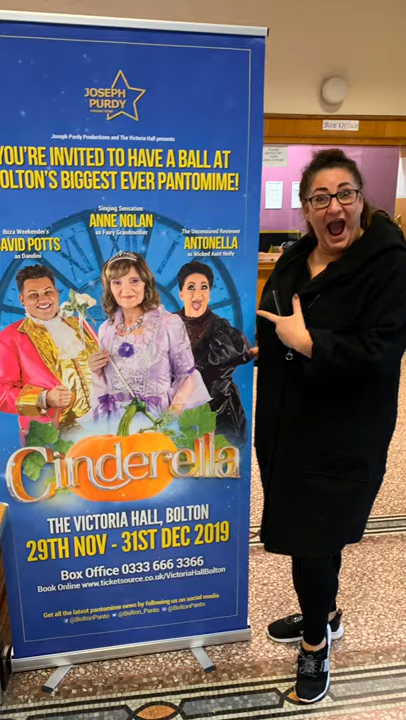 JOSEPH
PURDY
Joseph Purdy Productions and The Victoria Hall presents
YOU'RE INVITED TO HAVE A BALL AT
BOLTON'S BIGGEST EVER PANTOMIME!
Ibiza Weekender's
DAVID POTTS
as Dandini
Singing Sensation
ANNE NOLAN
as Fairy Grandmother
The Uncensored Reviewer
ANTONELLA
as Wicked Aunt Nelly
Cinderella
THE VICTORIA HALL, BOLTON
29TH NOV - 31ST DEC 2019
Box Office 0333 666 3366
Book Online www.ticketsource.co.uk/VictoriaHallBolton
Get all the latest pantomime news by following us on social media
@BoltonPanto @Bolton_Panto @BoltonPanto
Box Office